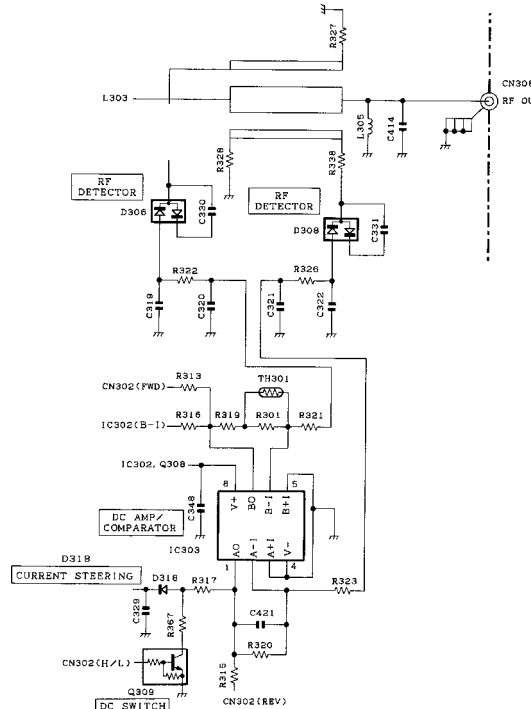 R327
CN306
L303
RF OU
L305
C414
R328
R338
RF
DETECTOR
C330
RF
DETECTOR
D306
D308
C331
R322
R326
C319
C320
C321
C322
R313
TH301
CN302(FWD)
R316
R319
R301
R321
IC302(B-I)
IC302, Q308
8
5
V+
BO
B-I
B+I
C348
DC AMP/
COMPARATOR
IC303
AO
A-I
A+I
V-
1
4
D318
CURRENT STEERING
D318
R317
R323
C329
C421
R367
R320
CN302(H/L)
R315
Q309
DC SWITCH
CN302(REV)